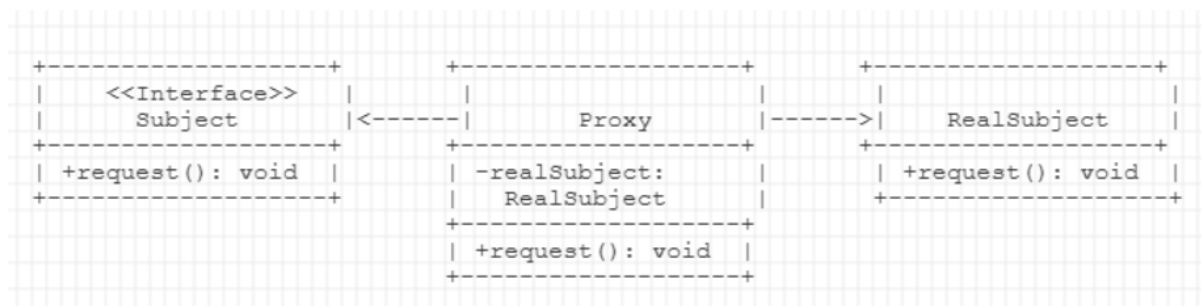 +-------------------+       +-------------------+       +-------------------+
|    <<Interface>>   |       |                   |       |                   |
|      Subject       |<------|       Proxy       |------>|    RealSubject    |
+-------------------+       +-------------------+       +-------------------+
| +request(): void  |       | -realSubject:      |       | +request(): void  |
+-------------------+       |   RealSubject      |       +-------------------+
+-------------------+
| +request(): void  |
+-------------------+